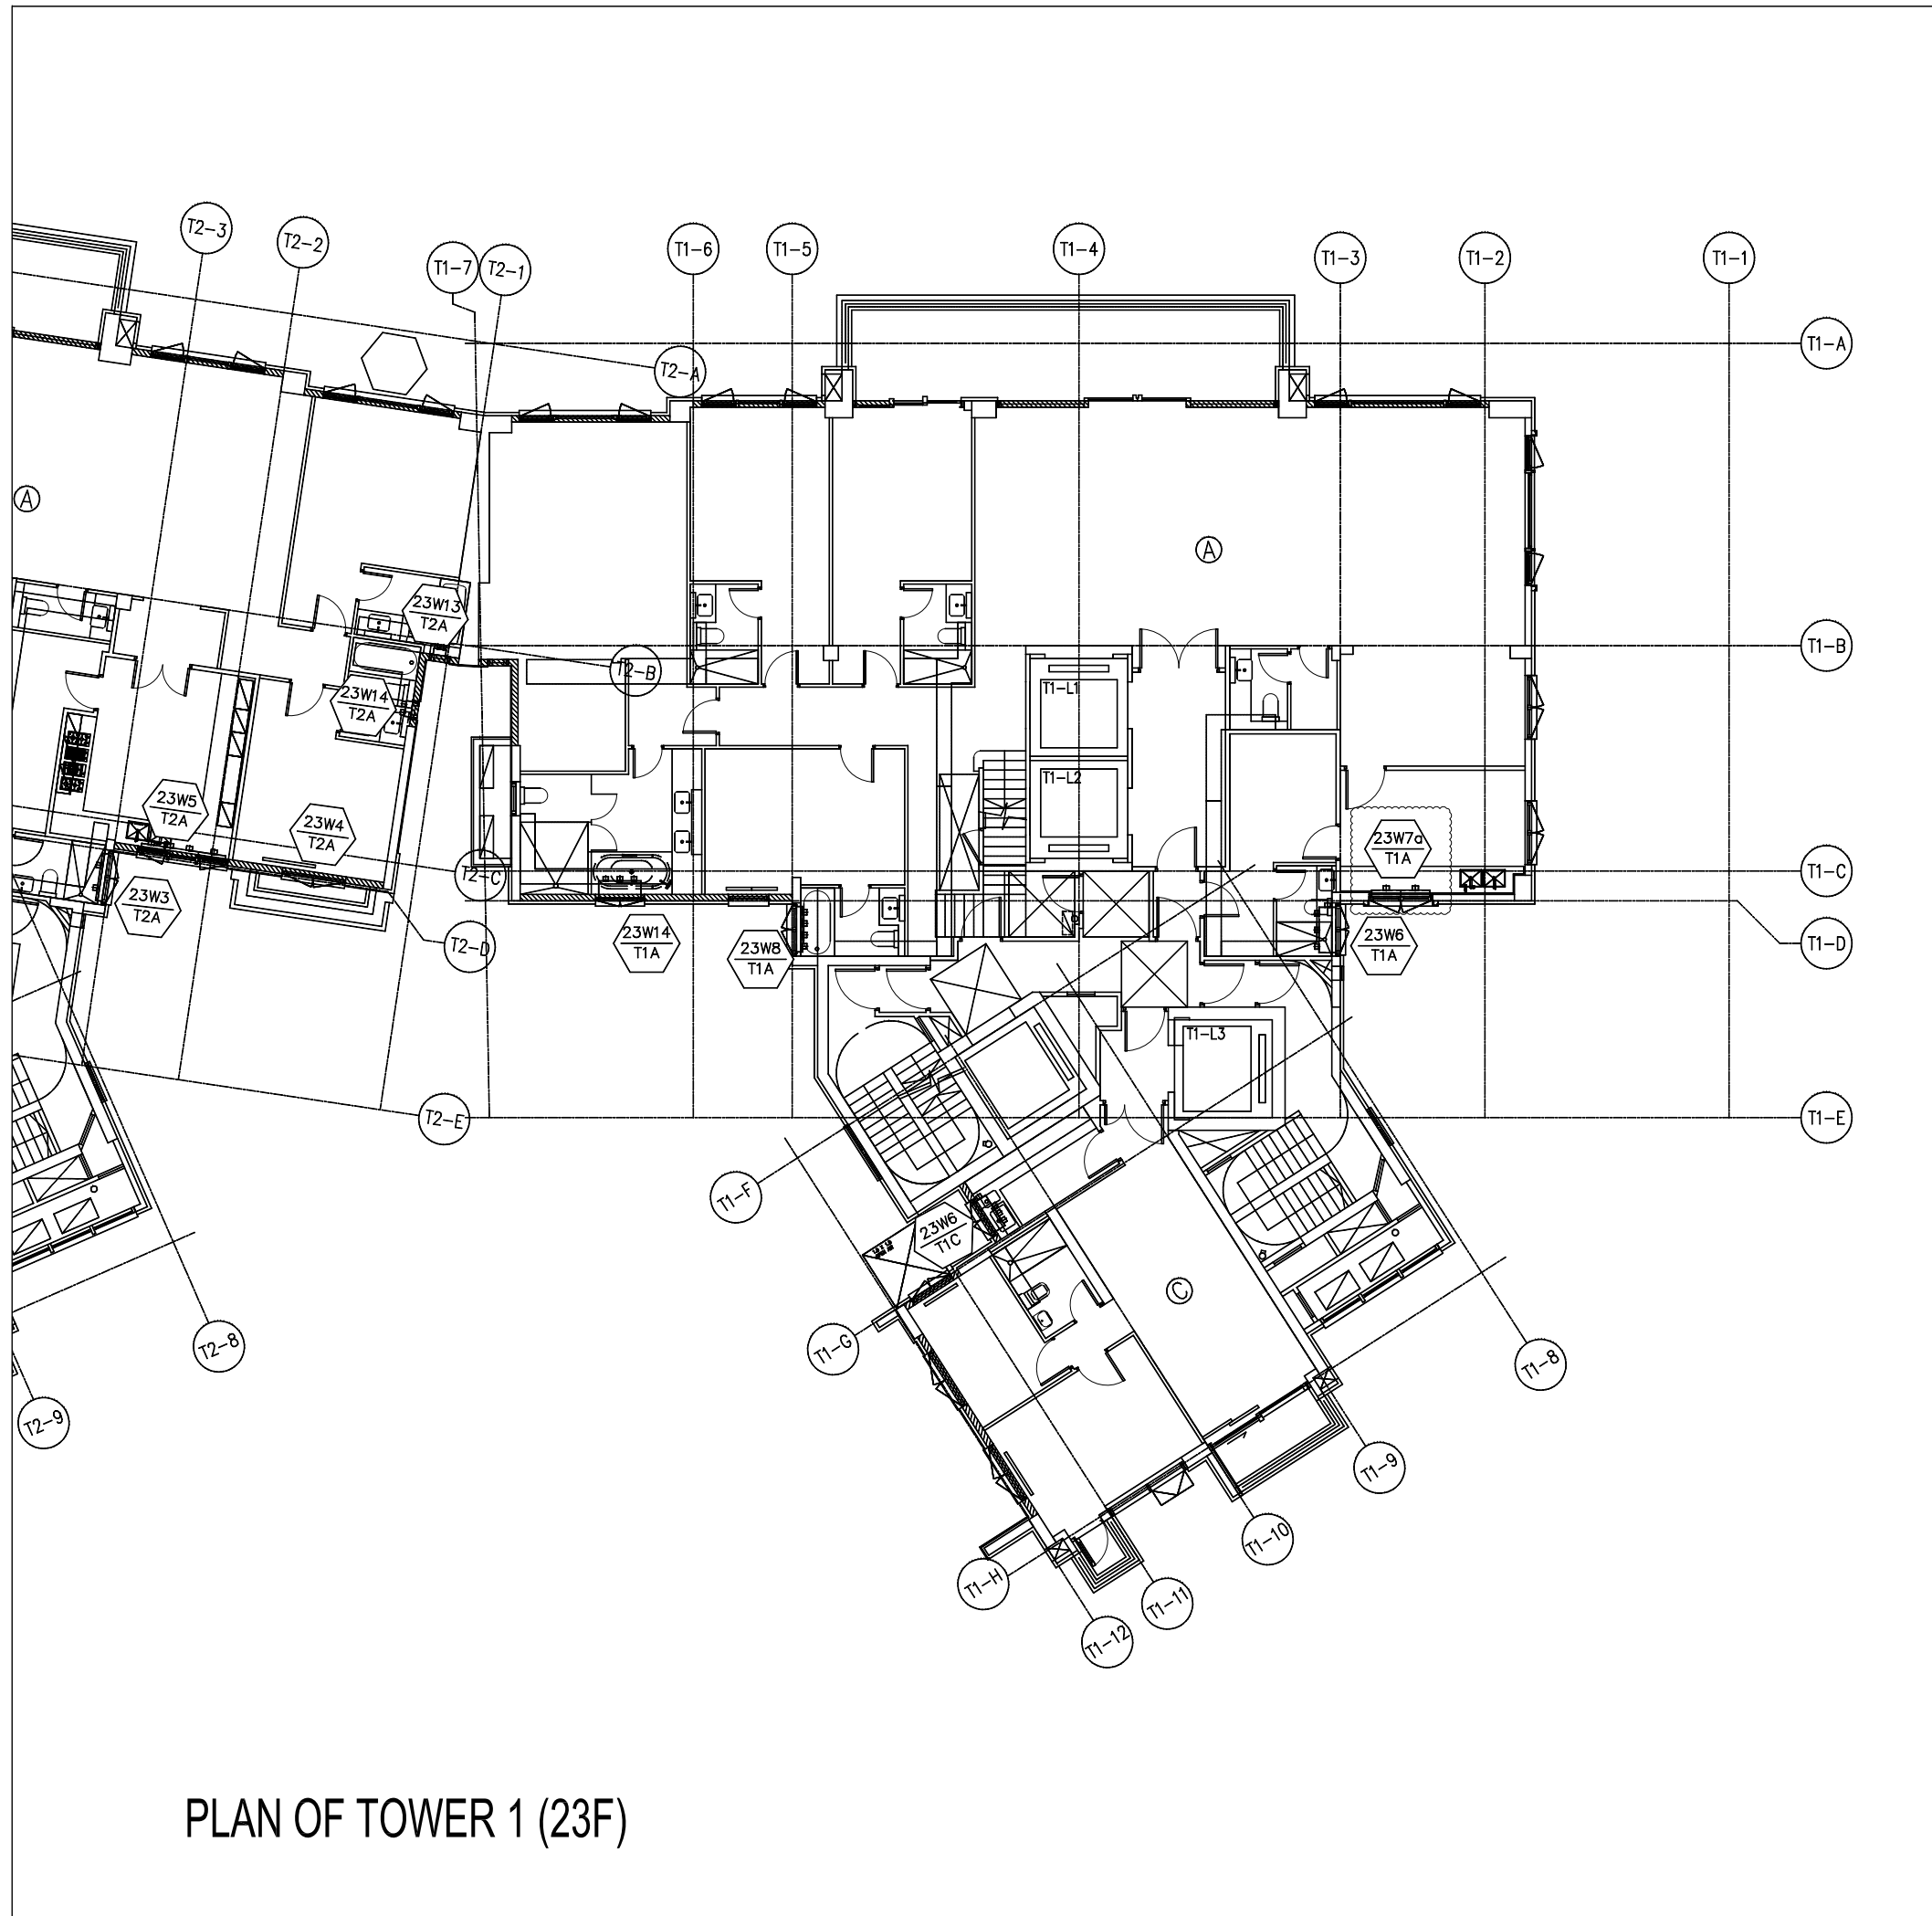 T2-3
T2-2
T1-7
T2-1
T1-6
T1-5
T1-4
T1-3
T1-2
T1-1
T1-A
T2-A
A
A
23W13
T2A
T1-B
T2-B
23W14
T2A
T1-L1
T1-L2
23W5
T2A
23W4
T2A
23W7a
T1A
T1-C
T2-C
23W3
T2A
T2-D
23W14
T1A
23W8
T1A
23W6
T1A
T1-D
T1-L3
T2-E
T1-E
T1-F
23W6
T1C
C
T2-8
T1-G
T1-8
T2-9
T1-9
T1-10
T1-H
T1-11
T1-12
PLAN OF TOWER 1 (23F)